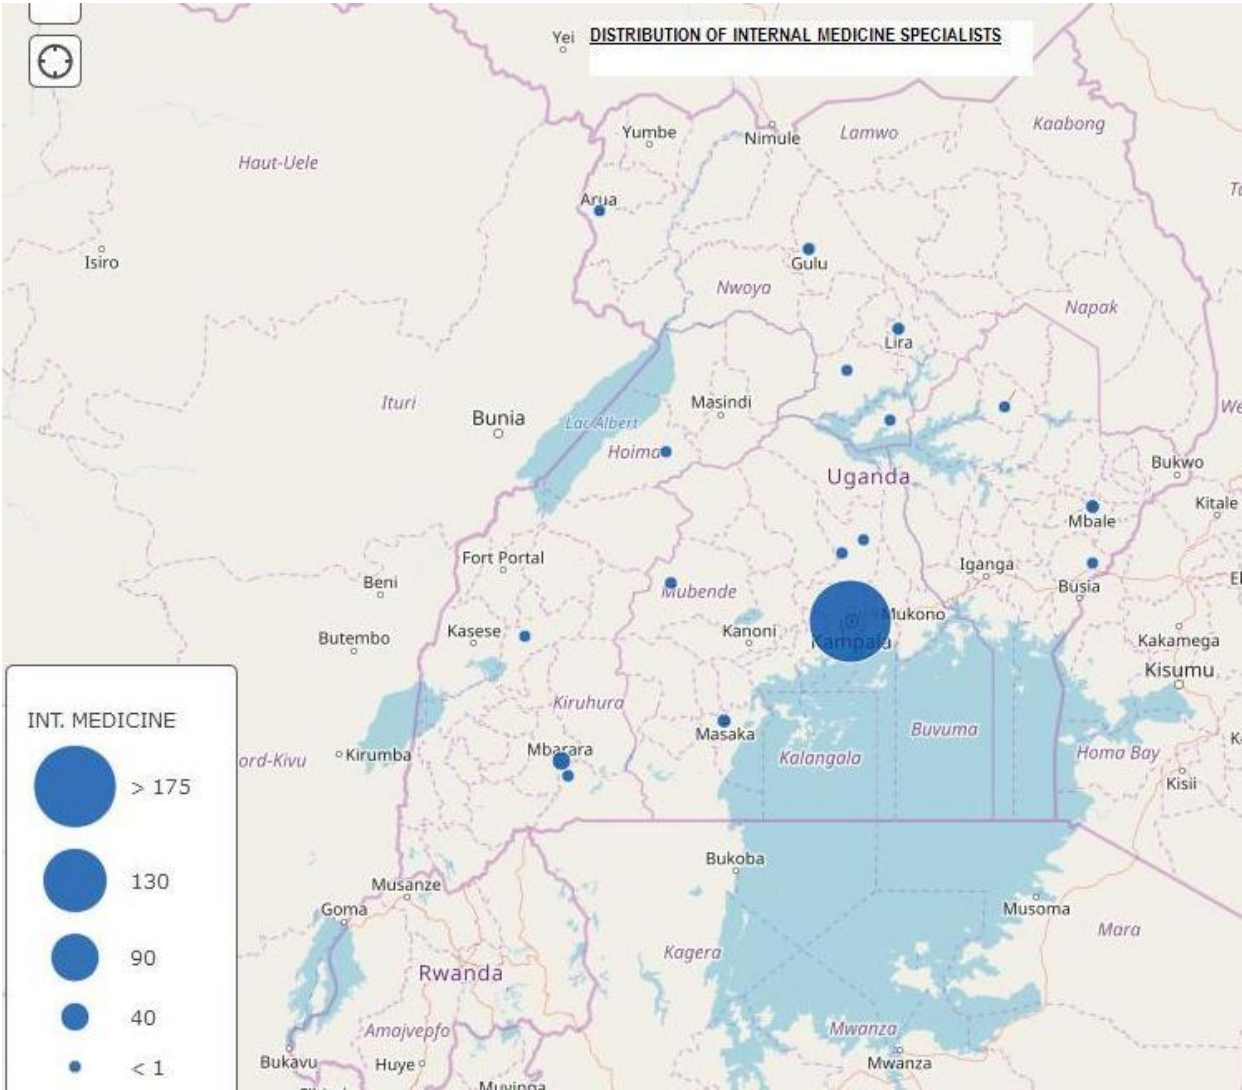 Yei
DISTRIBUTION OF INTERNAL MEDICINE SPECIALISTS
Yumbe
Nimule
Lamwo
Kaabong
Haut-Uele
Arua
Isiro
Gulu
Nwoya
Napak
Lira
Ituri
Bunia
Masindi
Lac Albert
Hoima
Uganda
Bukwo
Kitale
Mbale
Fort Portal
Iganga
Beni
Mubende
Busia
Mukono
Butembo
Kasese
Kanoni
Kampala
Kakamega
Kisumu
Kiruhura
INT. MEDICINE
Masaka
Buvuma
Kalangala
Homa Bay
ord-Kivu
Kirumba
Mbarara
Kisii
> 175
130
90
40
< 1
Bukoba
Musanze
Goma
Musoma
Mara
Kagera
Rwanda
Amajyepfo
Mwanza
Bukavu
Huye
Mwanza
Muyinga